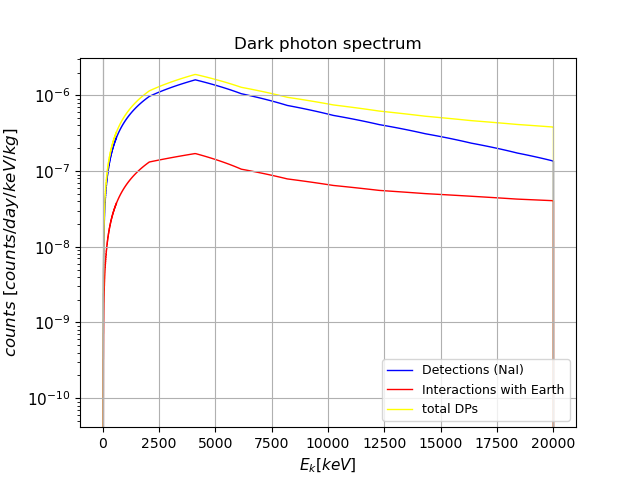 Dark photon spectrum
counts [counts/day/keV/kg]
10⁻⁶
10⁻⁷
10⁻⁸
10⁻⁹
10⁻¹⁰
Detections (NaI)
Interactions with Earth
total DPs
0 2500 5000 7500 10000 12500 15000 17500 20000
Eₖ[keV]